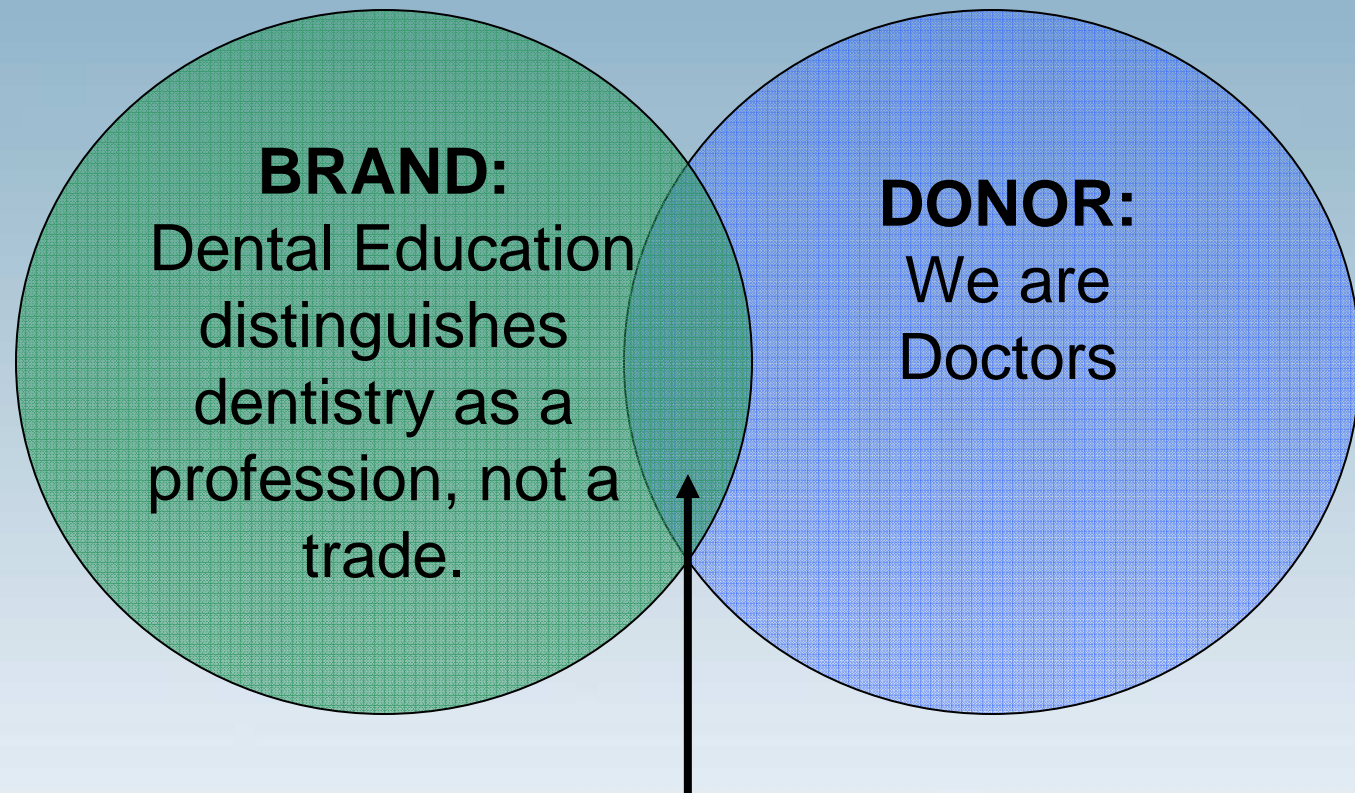 BRAND:
Dental Education
distinguishes
dentistry as a
profession, not a
trade.
DONOR:
We are
Doctors